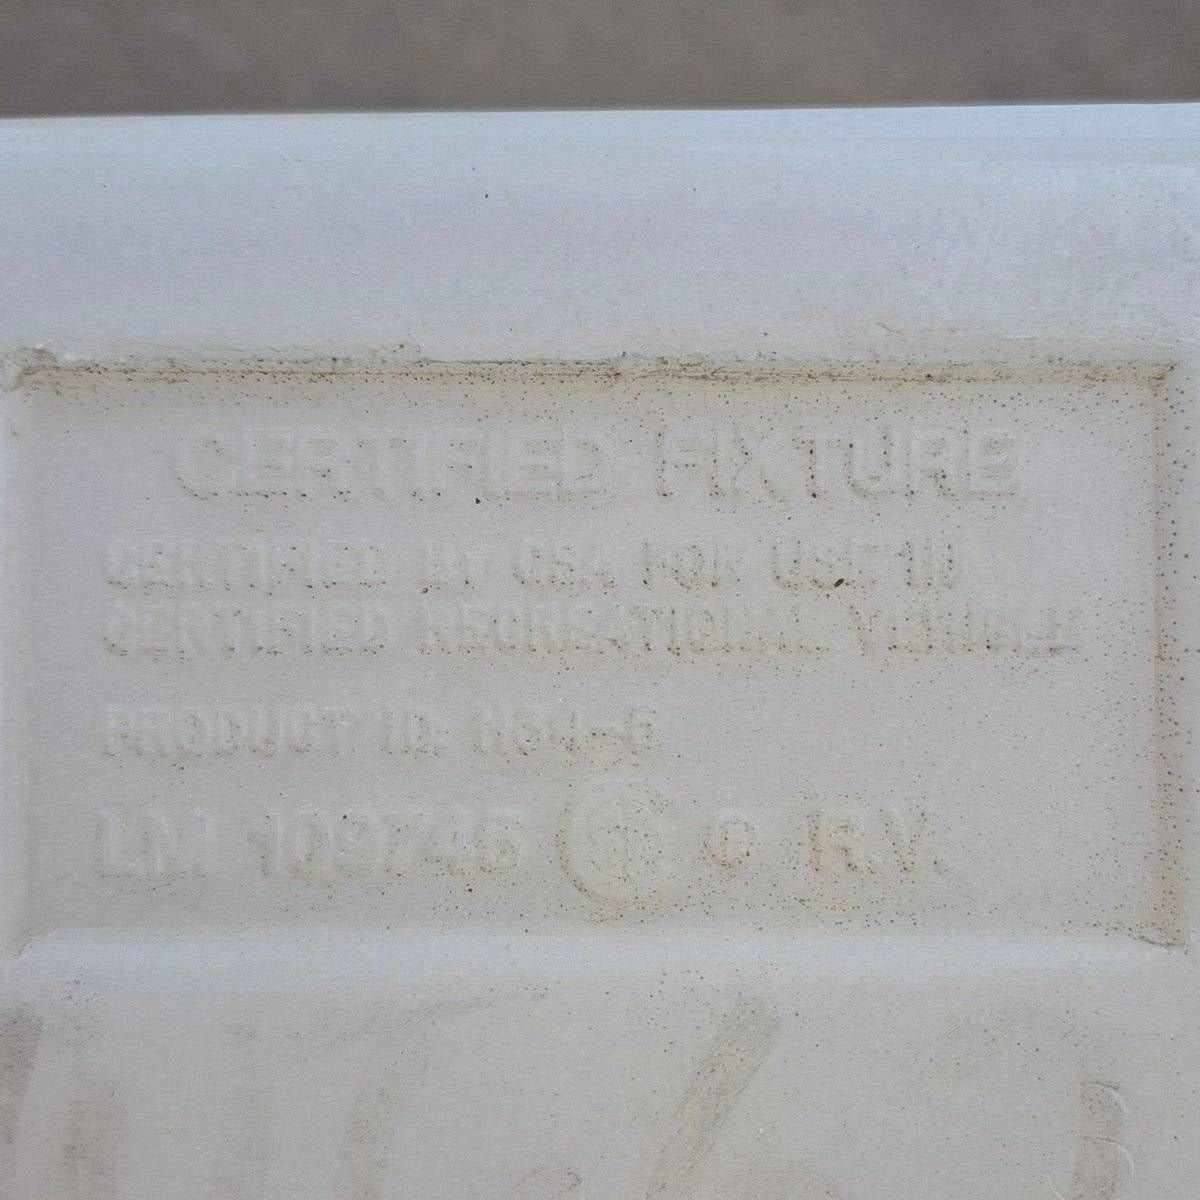 CERTIFIED FIXTURE
CERTIFIED BY CSA FOR USE IN
CERTIFIED RECREATIONAL VEHICLE
PRODUCT ID:
LM 109745 c R.V.